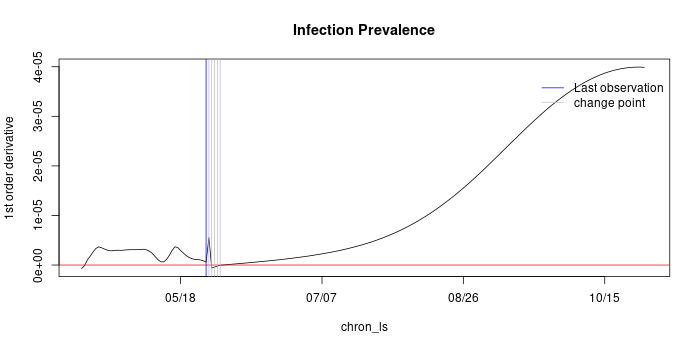 Infection Prevalence
1st order derivative
4e-05
3e-05
2e-05
1e-05
0e+00
Last observation
change point
05/18 07/07 08/26 10/15
chron_ls